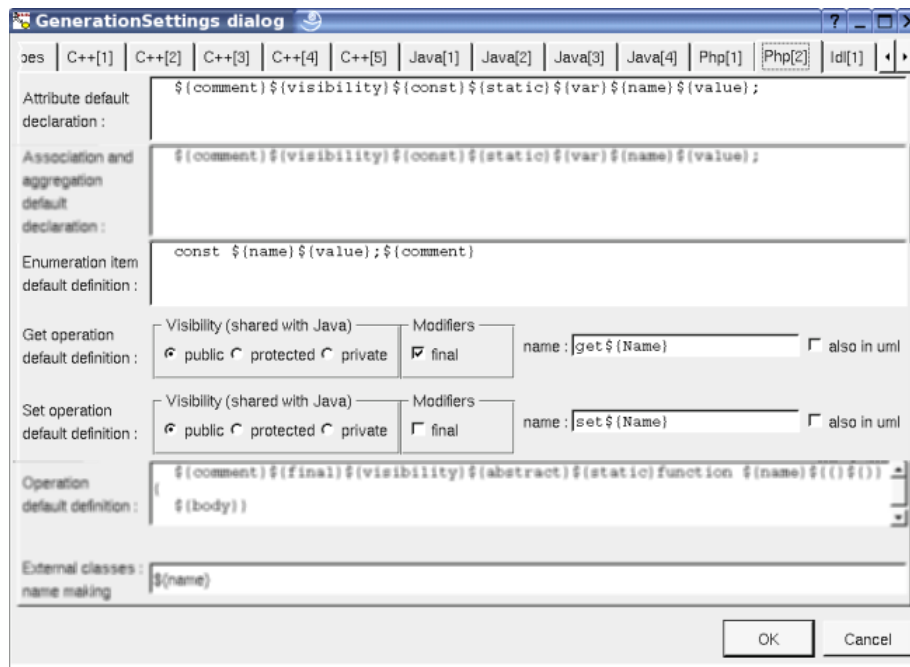 GenerationSettings dialog
pes C++[1] C++[2] C++[3] C++[4] C++[5] Java[1] Java[2] Java[3] Java[4] Php[1] Php[2] Idl[1]
Attribute default
declaration :
${comment}${visibility}${const}${static}${var}${name}${value};
Association and
aggregation
default
declaration :
${comment}${visibility}${const}${static}${var}${name}${value};
Enumeration item
default definition :
const ${name}${value};${comment}
Get operation
default definition :
Visibility (shared with Java) Modifiers
public protected private final name : get${Name} also in uml
Set operation
default definition :
Visibility (shared with Java) Modifiers
public protected private final name : set${Name} also in uml
Operation
default definition :
${comment}${final}${visibility}${abstract}${static}function ${name}${(}${)}
{
${body}}
External classes :
name making
${name}
OK Cancel